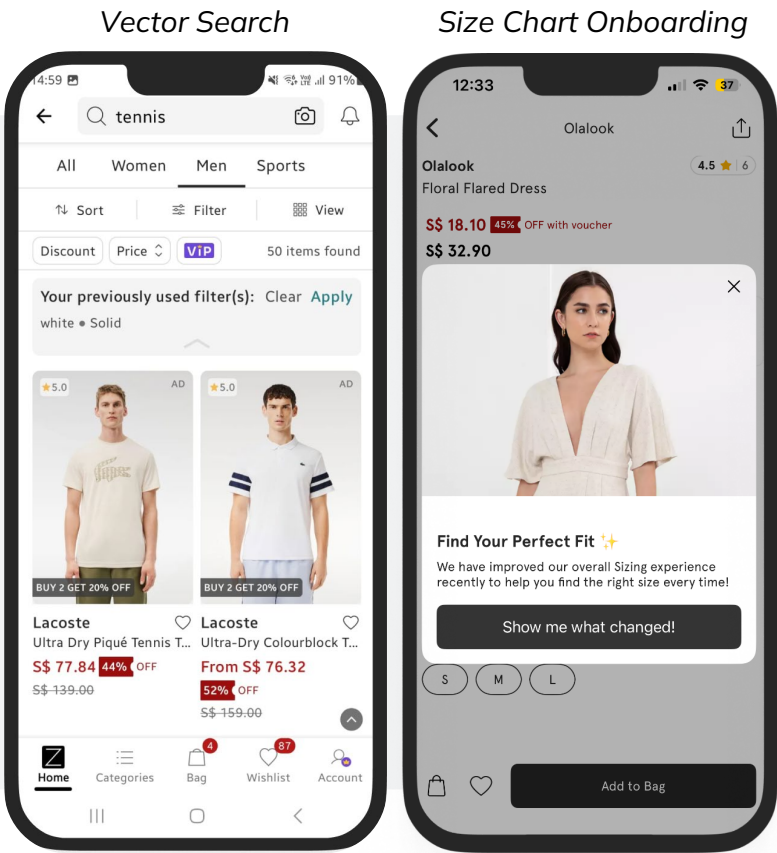 Vector Search
Size Chart Onboarding
14:59
91%
tennis
All Women Men Sports
Sort Filter View
Discount Price ViP 50 items found
Your previously used filter(s): Clear Apply
white • Solid
5.0 AD
5.0 AD
BUY 2 GET 20% OFF
BUY 2 GET 20% OFF
Lacoste
Ultra Dry Piqué Tennis T...
S$ 77.84 44% OFF
S$ 139.00
Lacoste
Ultra-Dry Colourblock T...
From S$ 76.32
52% OFF
S$ 159.00
4
87
Home Categories Bag Wishlist Account
12:33
37
Olalook
Olalook
4.5 6
Floral Flared Dress
S$ 18.10 45% OFF with voucher
S$ 32.90
Find Your Perfect Fit ✨
We have improved our overall Sizing experience
recently to help you find the right size every time!
Show me what changed!
S M L
Add to Bag